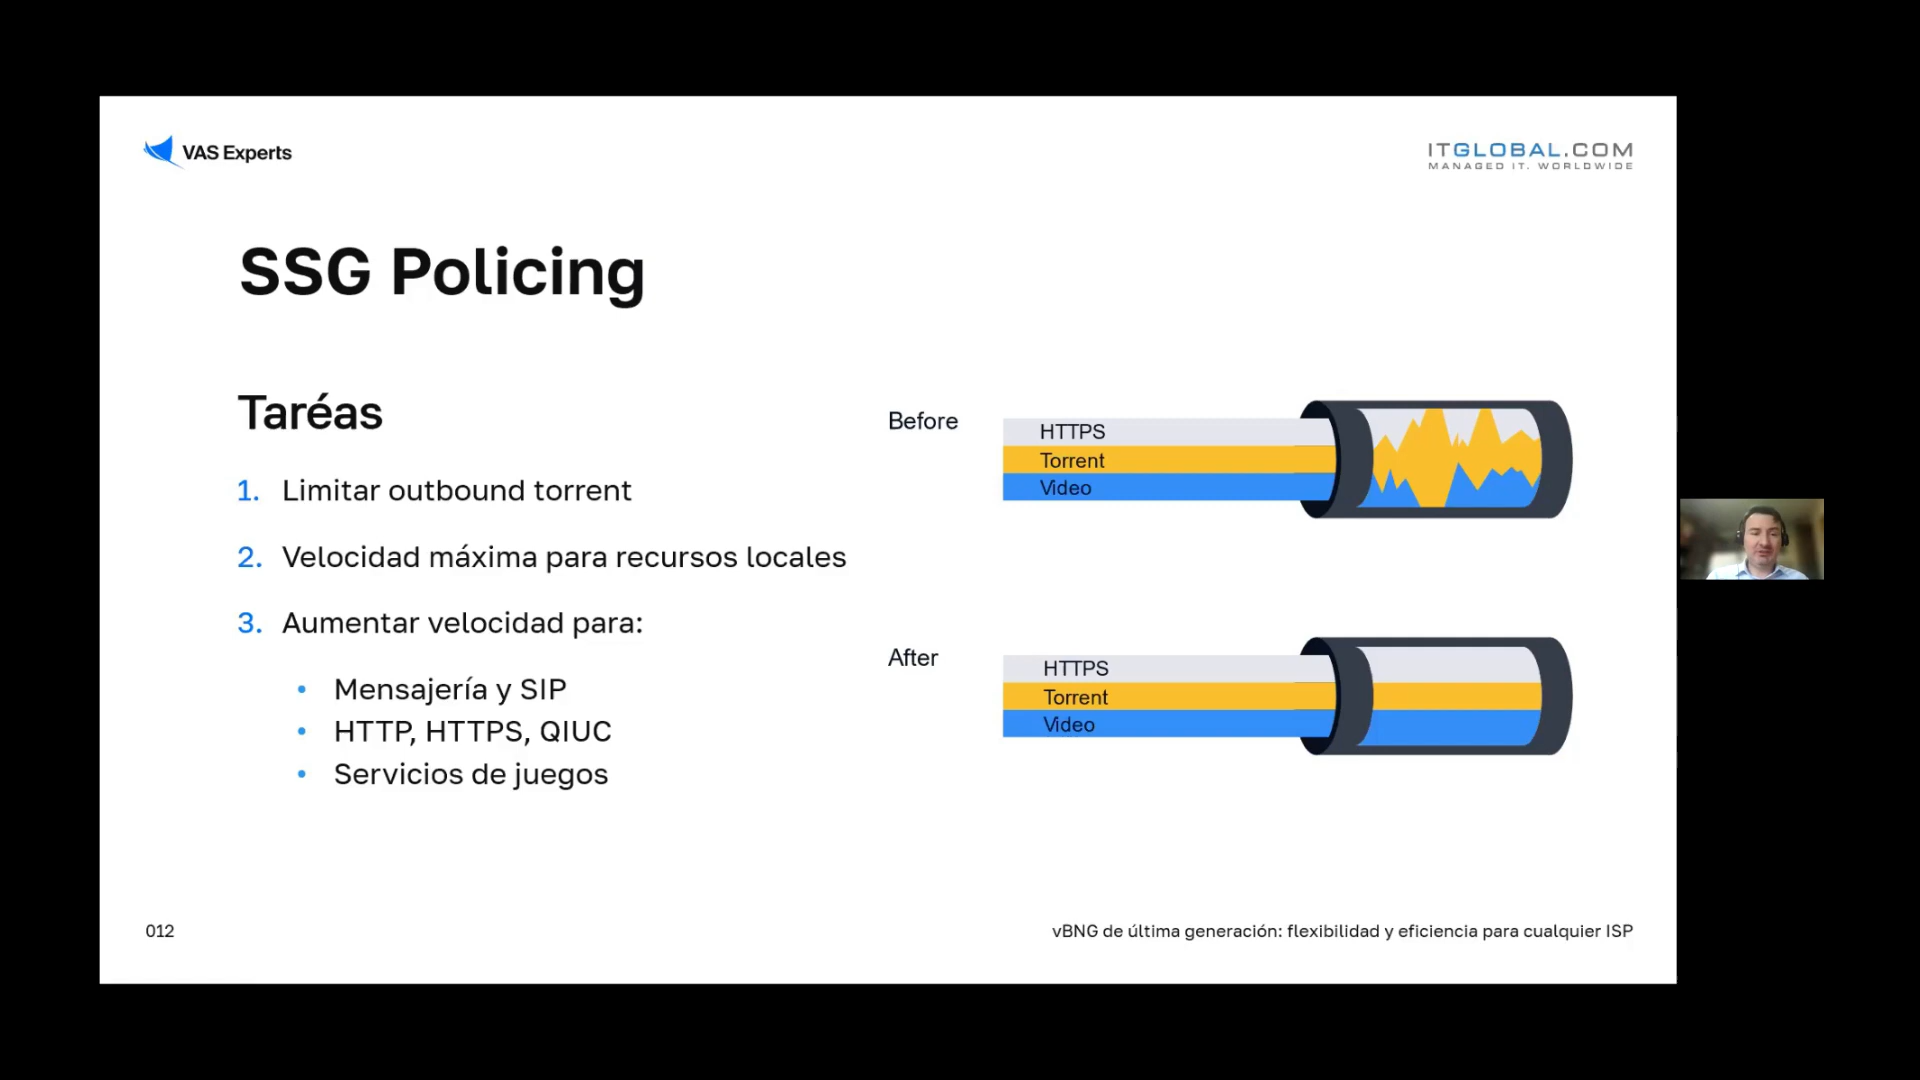 VAS Experts
ITGLOBAL.COM
MANAGED IT. WORLDWIDE
SSG Policing
Taréas
1. Limitar outbound torrent
2. Velocidad máxima para recursos locales
3. Aumentar velocidad para:
• Mensajería y SIP
• HTTP, HTTPS, QIUC
• Servicios de juegos
Before
HTTPS
Torrent
Video
After
HTTPS
Torrent
Video
012
vBNG de última generación: flexibilidad y eficiencia para cualquier ISP